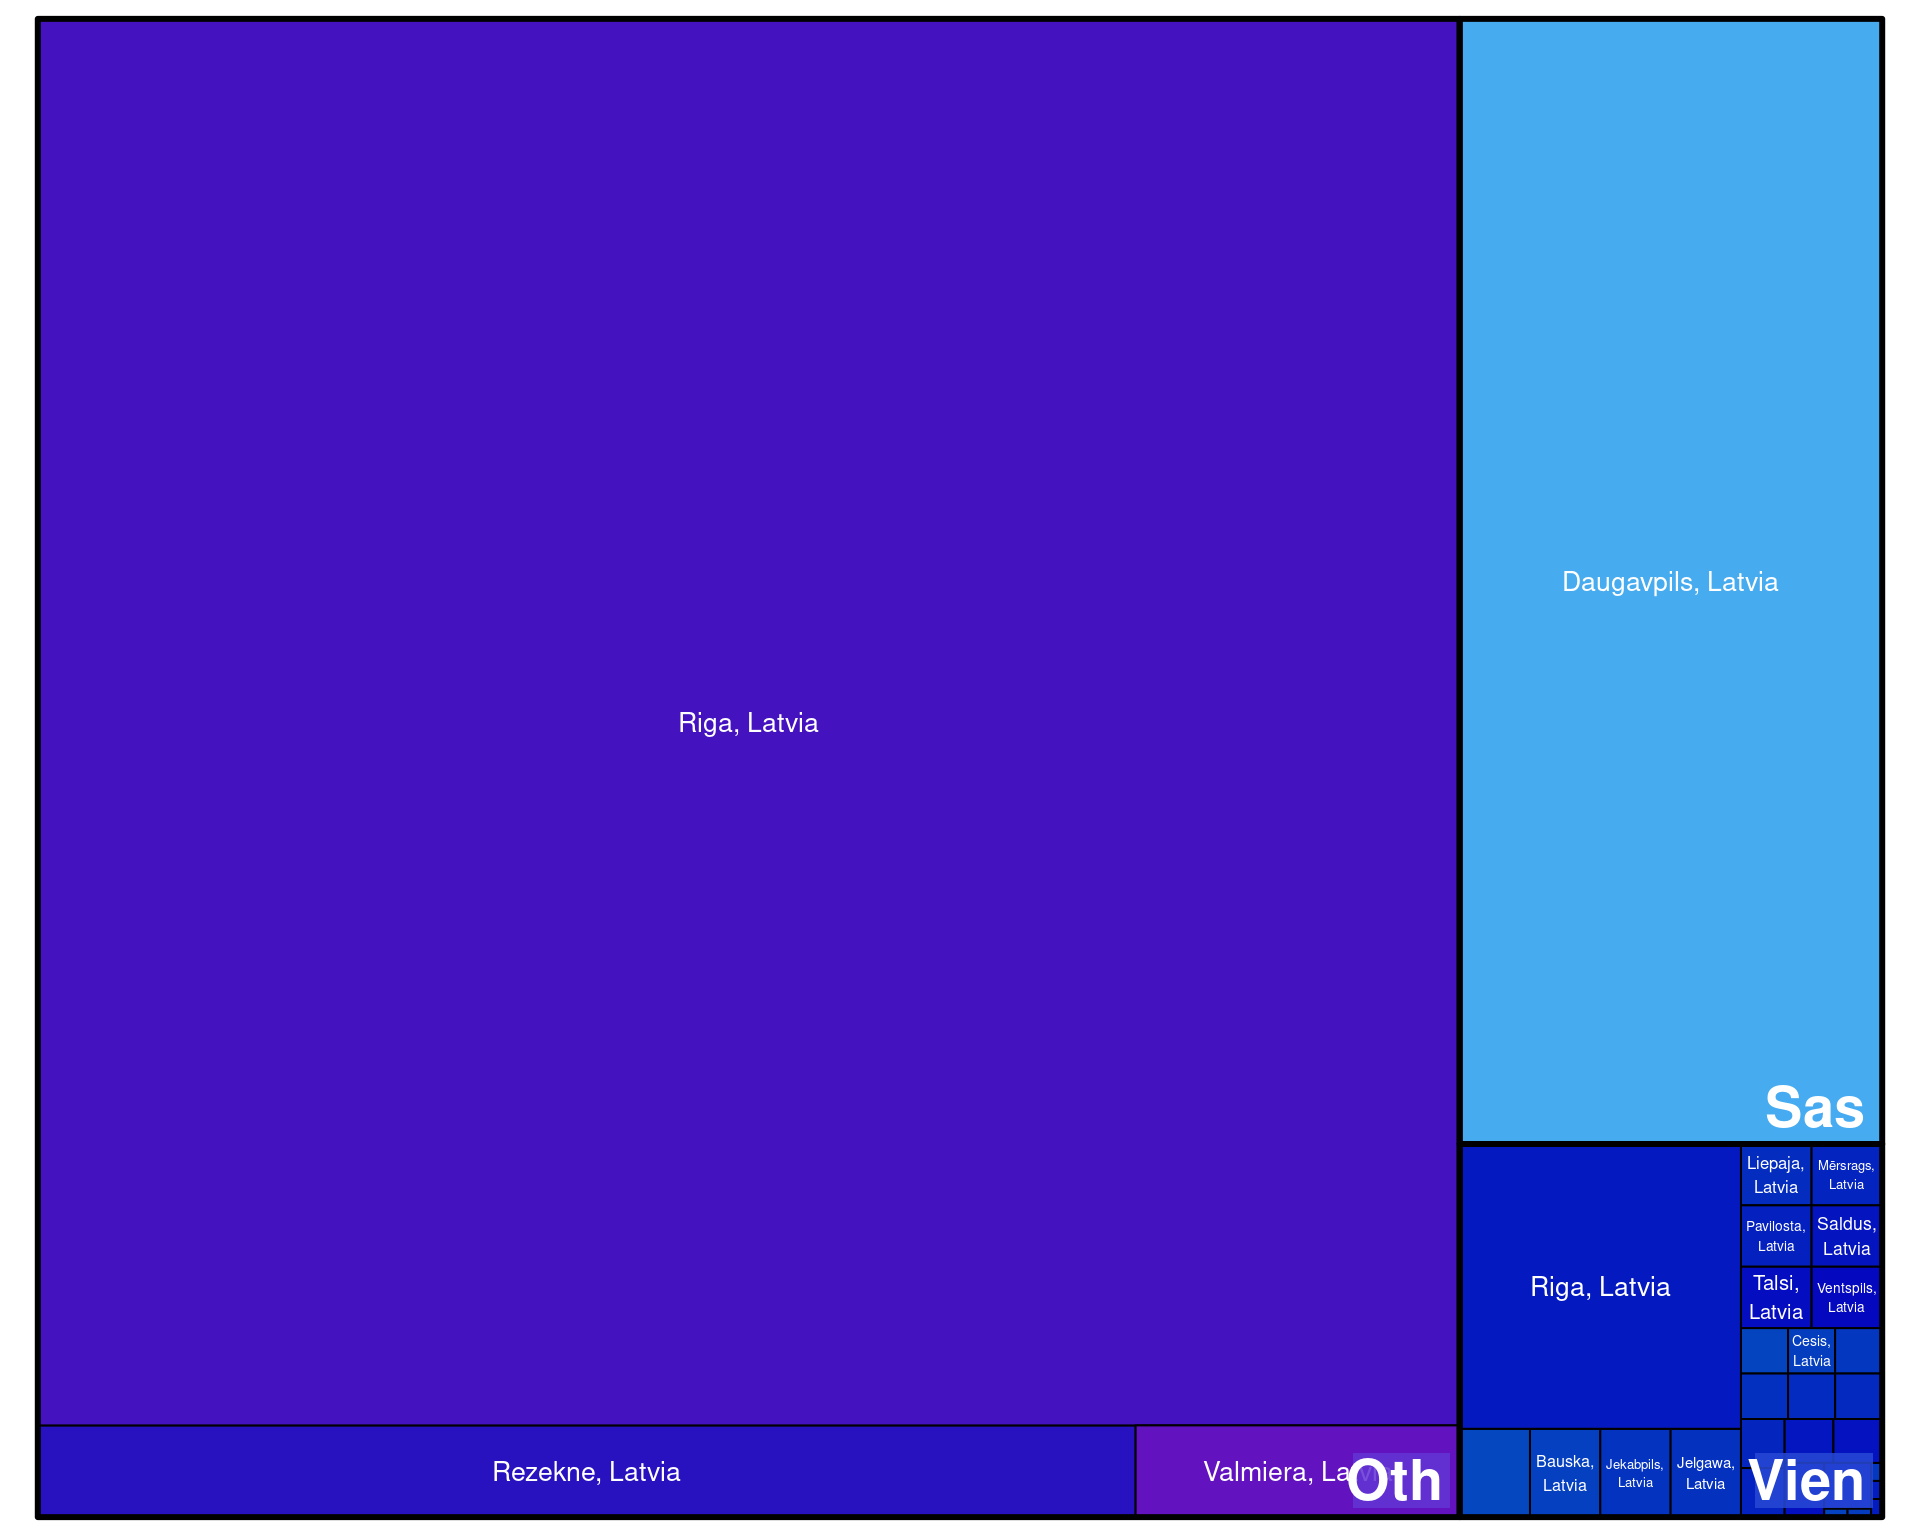 Riga, Latvia
Rezekne, Latvia
Valmiera, La
Oth
Daugavpils, Latvia
Sas
Riga, Latvia
Liepaja,
Latvia
Mērsrags,
Latvia
Pavilosta,
Latvia
Saldus,
Latvia
Talsi,
Latvia
Ventspils,
Latvia
Cesis,
Latvia
Bauska,
Latvia
Jekabpils,
Latvia
Jelgawa,
Latvia
Vien